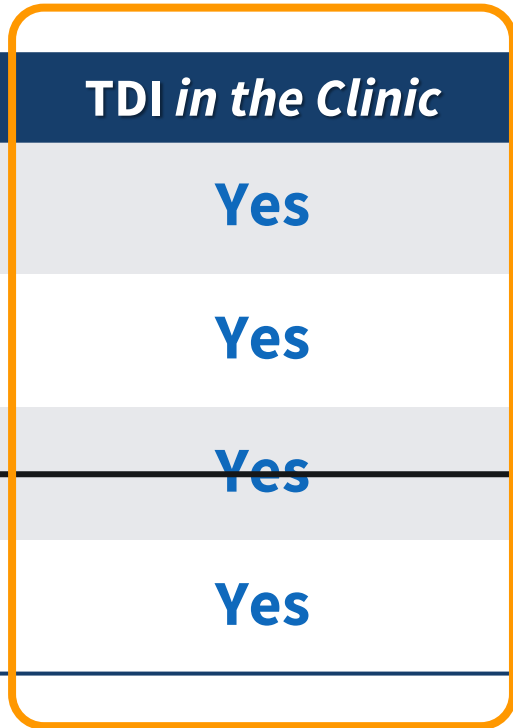 TDI in the Clinic
Yes
Yes
Yes
Yes